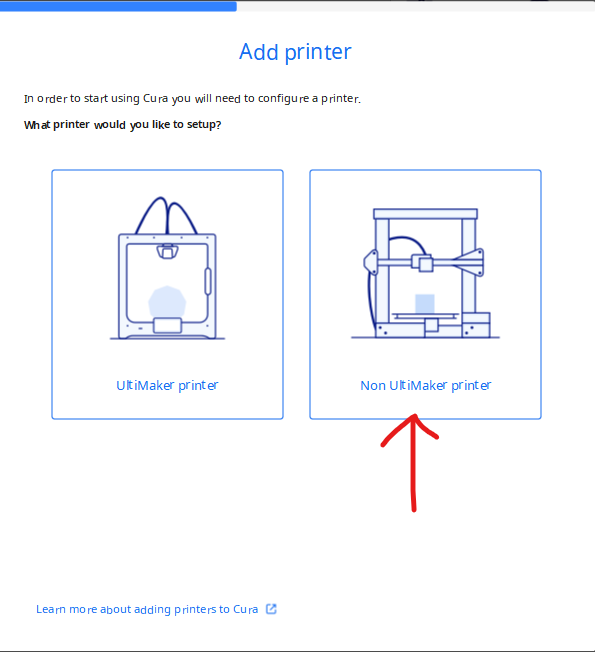 Add printer
In order to start using Cura you will need to configure a printer.
What printer would you like to setup?
UltiMaker printer
Non UltiMaker printer
Learn more about adding printers to Cura